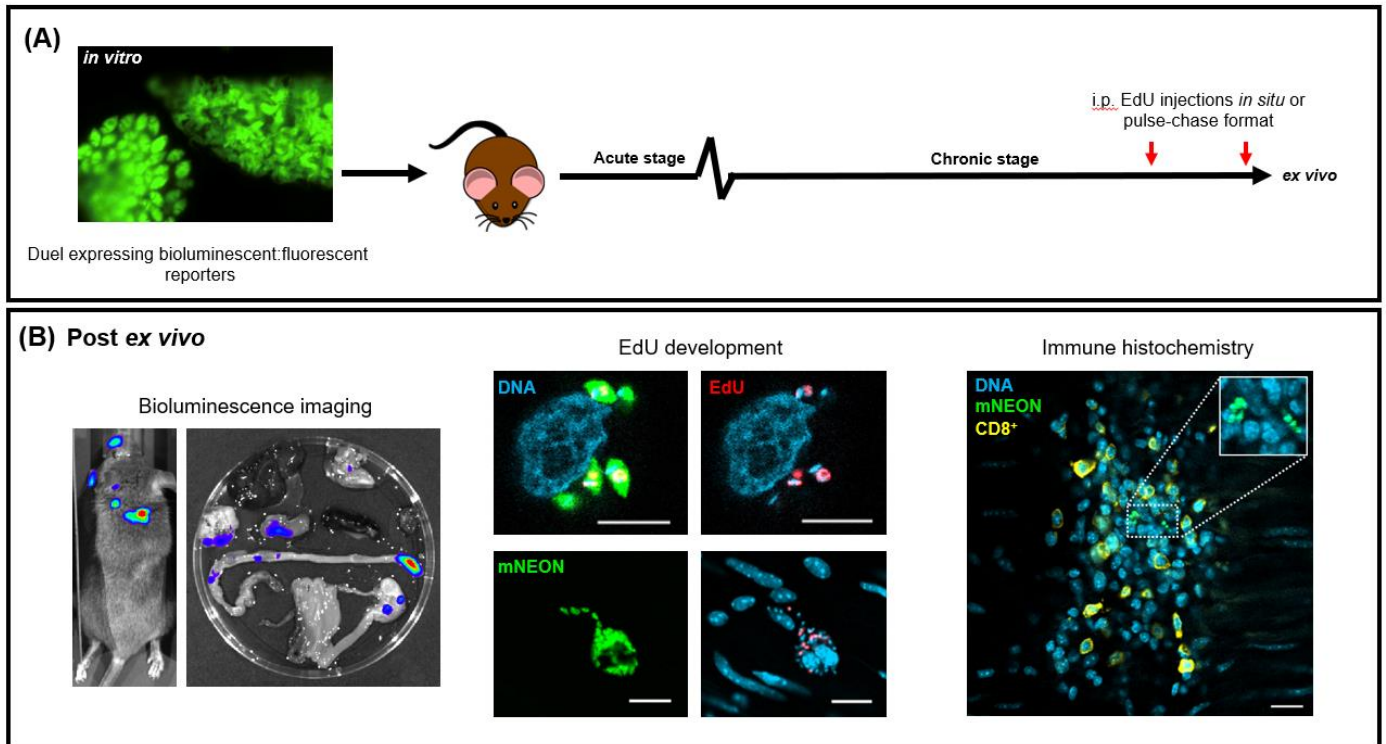 (A)
in vitro
Duel expressing bioluminescent:fluorescent
reporters
Acute stage
Chronic stage
i.p. EdU injections in situ or
pulse-chase format
ex vivo
(B) Post ex vivo
Bioluminescence imaging
EdU development
DNA
EdU
mNEON
Immune histochemistry
DNA
mNEON
CD8⁺